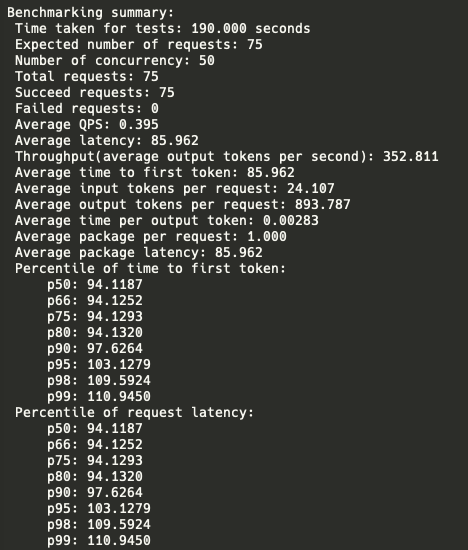 Benchmarking summary:
Time taken for tests: 190.000 seconds
Expected number of requests: 75
Number of concurrency: 50
Total requests: 75
Succeed requests: 75
Failed requests: 0
Average QPS: 0.395
Average latency: 85.962
Throughput(average output tokens per second): 352.811
Average time to first token: 85.962
Average input tokens per request: 24.107
Average output tokens per request: 893.787
Average time per output token: 0.00283
Average package per request: 1.000
Average package latency: 85.962
Percentile of time to first token:
p50: 94.1187
p66: 94.1252
p75: 94.1293
p80: 94.1320
p90: 97.6264
p95: 103.1279
p98: 109.5924
p99: 110.9450
Percentile of request latency:
p50: 94.1187
p66: 94.1252
p75: 94.1293
p80: 94.1320
p90: 97.6264
p95: 103.1279
p98: 109.5924
p99: 110.9450